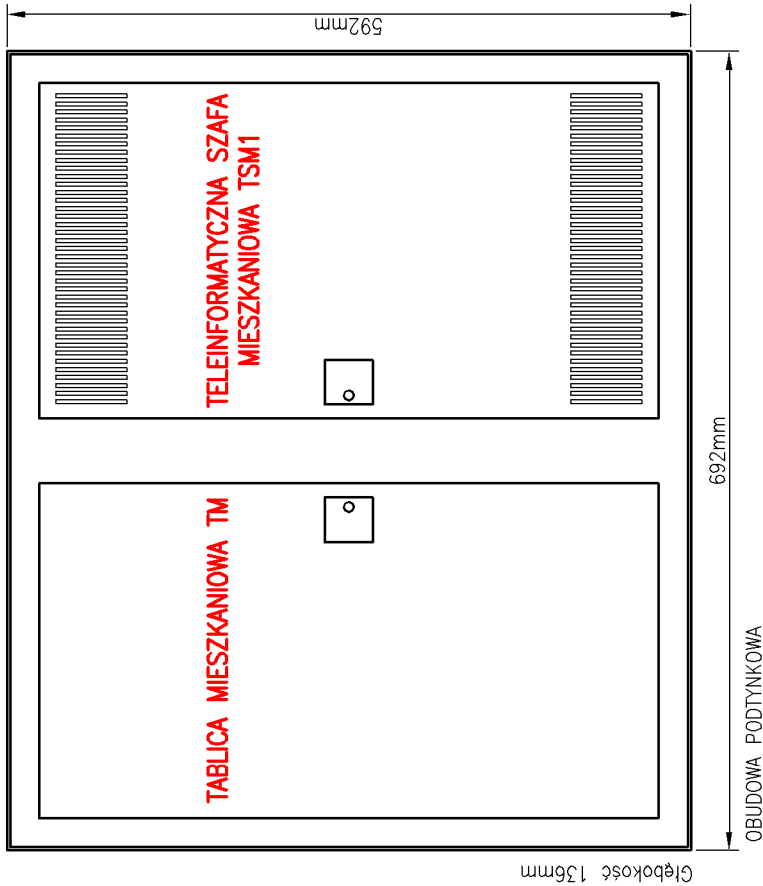 592mm
TELEINFORMATYCZNA SZAFA
MIESZKANIOWA TSM1
TABLICA MIESZKANIOWA TM
692mm
OBUDOWA PODTYNKOWA
Głębokość 136mm